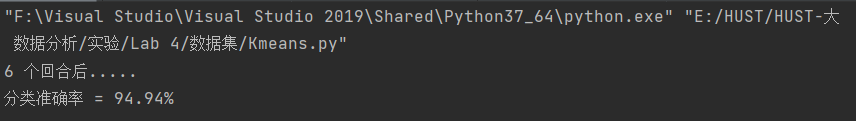 "F:\Visual Studio\Visual Studio 2019\Shared\Python37_64\python.exe" "E:/HUST/HUST-大
数据分析/实验/Lab 4/数据集/Kmeans.py"
6 个回合后.....
分类准确率 = 94.94%